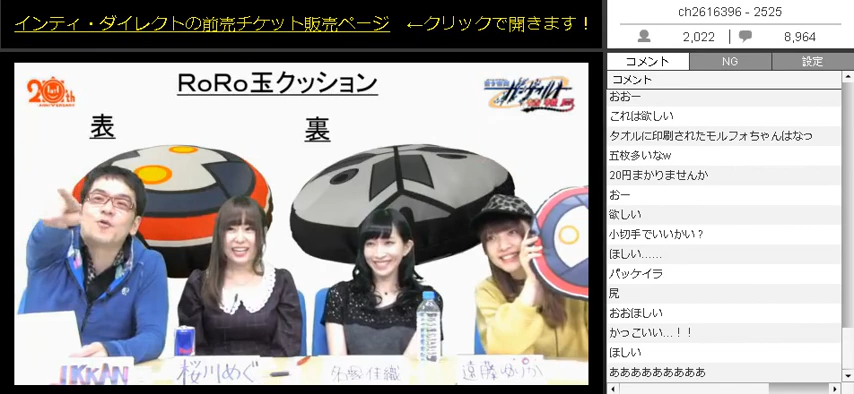 インティ・ダイレクトの前売チケット販売ページ　←クリックで開きます！
ch2616396 - 2525
2,022
8,964
コメント
NG
設定
コメント
おおー
これは欲しい
タオルに印刷されたモルフォちゃんはなっ
五枚多いなw
20円まかりませんか
おー
欲しい
小切手でいいかい？
ほしい……
パッケイラ
尻
おおほしい
かっこいい…！！
ほしい
あああああああああ
20th
RoRo玉クッション
表
裏
IKKAN
桜川めぐ
佳織
遠藤ゆりか